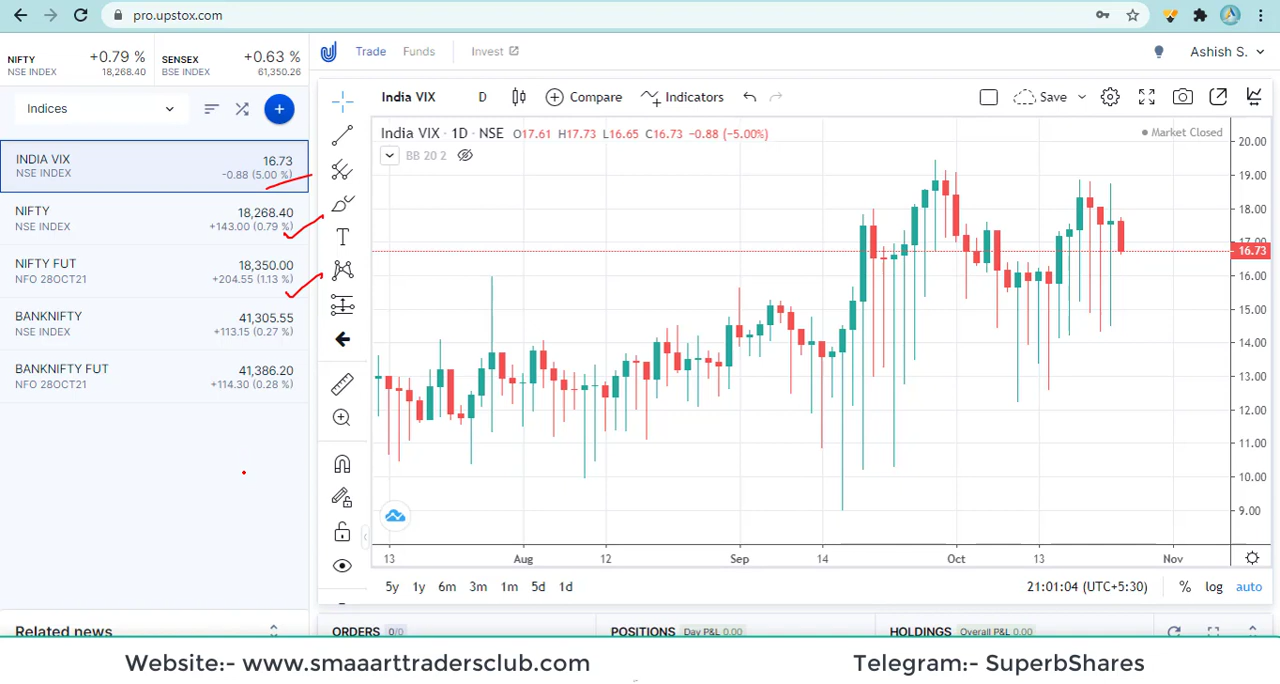 pro.upstox.com
NIFTY +0.79 % SENSEX +0.63 %
NSE INDEX 18,268.40 BSE INDEX 61,350.26
Trade Funds Invest Ashish S.
Indices
India VIX D Compare Indicators Save
INDIA VIX 16.73
NSE INDEX -0.88 (5.00 %)
NIFTY 18,268.40
NSE INDEX +143.00 (0.79 %)
NIFTY FUT 18,350.00
NFO 28OCT21 +204.55 (1.13 %)
BANKNIFTY 41,305.55
NSE INDEX +113.15 (0.27 %)
BANKNIFTY FUT 41,386.20
NFO 28OCT21 +114.30 (0.28 %)
Related news
India VIX · 1D · NSE O17.61 H17.73 L16.65 C16.73 -0.88 (-5.00%) Market Closed
BB 20 2
T
20.00
19.00
18.00
17.00
16.73
16.00
15.00
14.00
13.00
12.00
11.00
10.00
9.00
13 Aug 12 Sep 14 Oct 13 Nov
5y 1y 6m 3m 1m 5d 1d 21:01:04 (UTC+5:30) % log auto
ORDERS 0/0 POSITIONS Day P&L 0.00 HOLDINGS Overall P&L 0.00
Website:- www.smaaarttradersclub.com Telegram:- SuperbShares